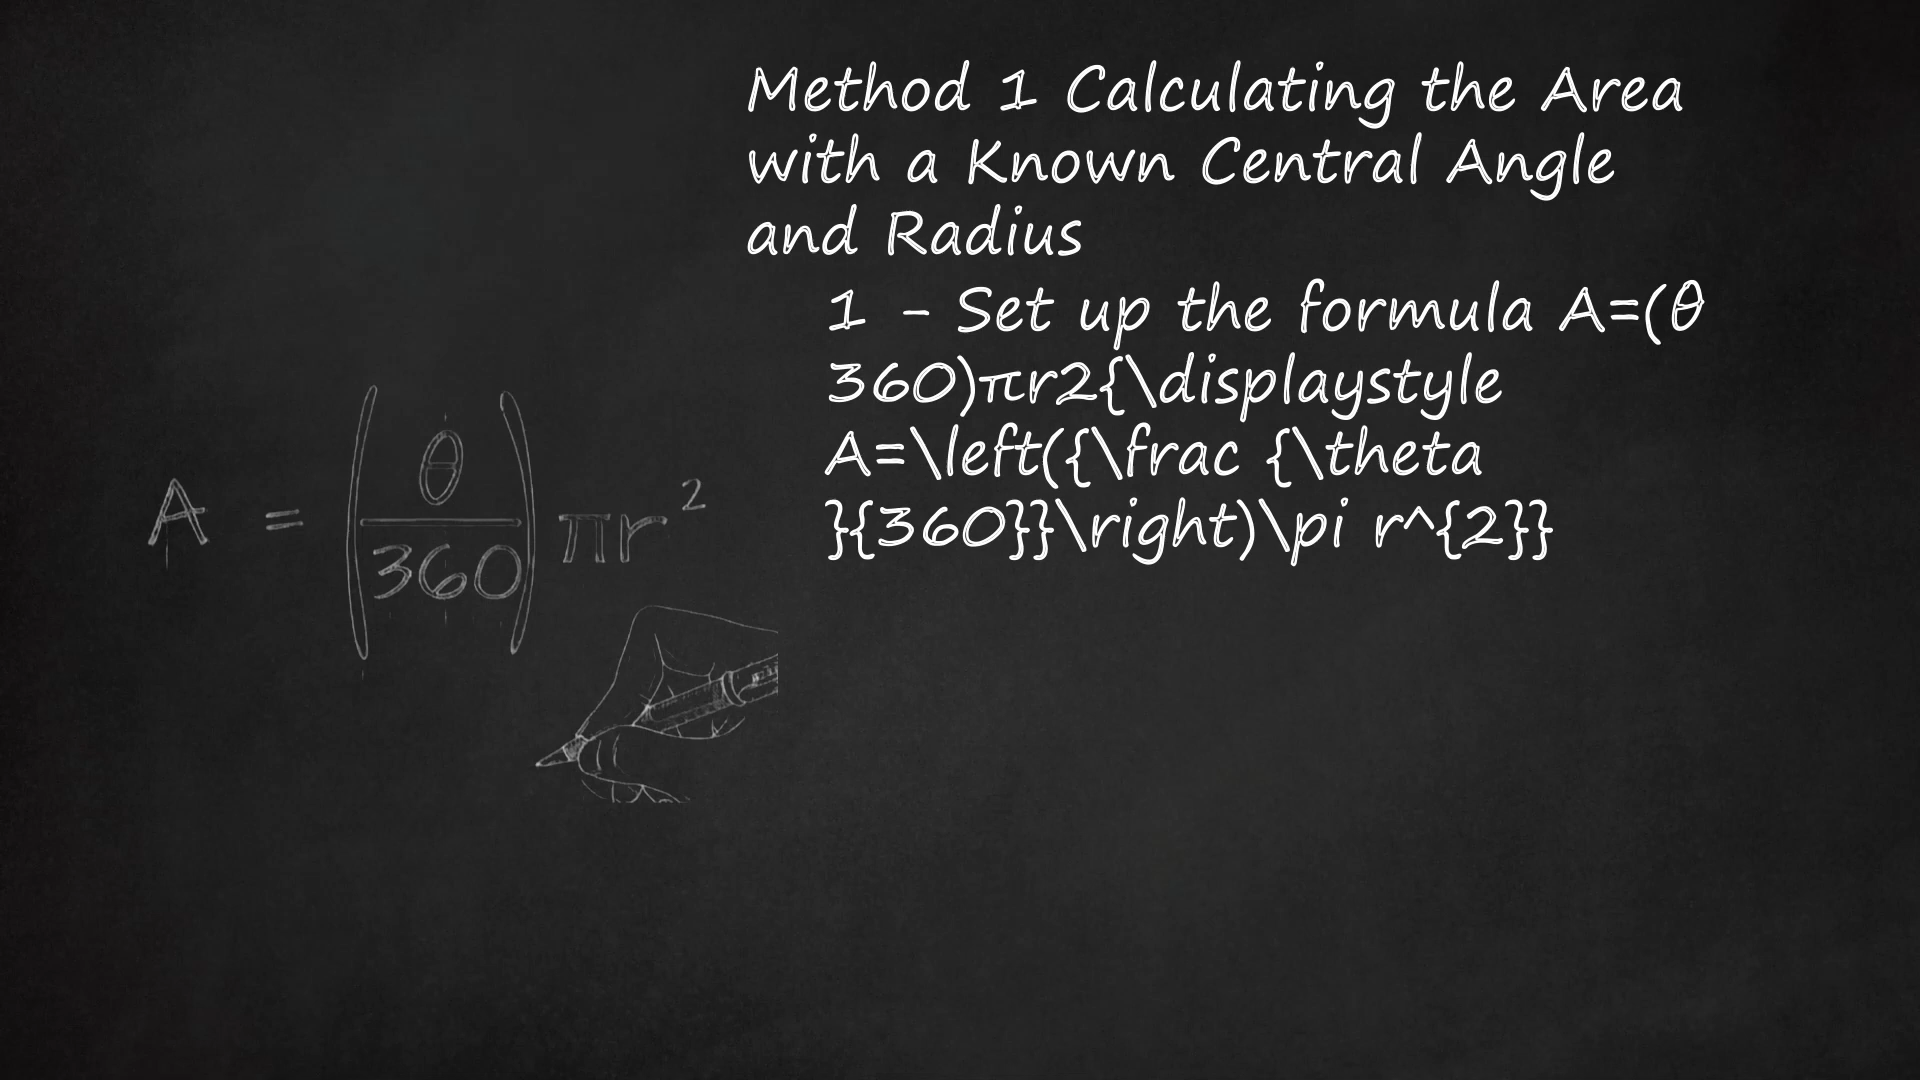 Method 1 Calculating the Area
with a Known Central Angle
and Radius
1 - Set up the formula A=(θ
360)πr2{\displaystyle
A=\left({\frac {\theta
}{360}}\right)\pi r^{2}}
A = (θ/360) πr²